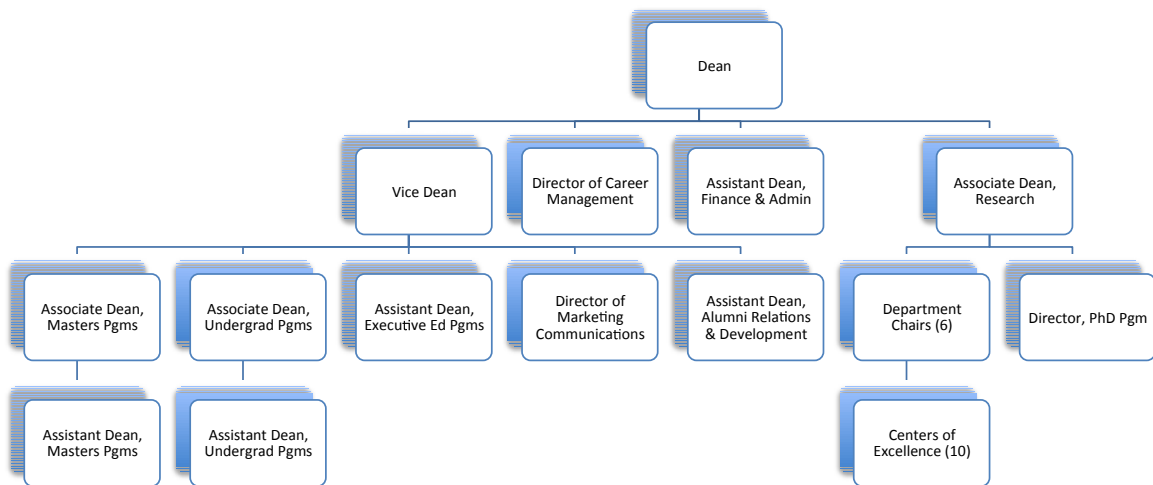 Dean
Vice Dean
Director of Career
Management
Assistant Dean,
Finance & Admin
Associate Dean,
Research
Associate Dean,
Masters Pgms
Associate Dean,
Undergrad Pgms
Assistant Dean,
Executive Ed Pgms
Director of
Marketing
Communications
Assistant Dean,
Alumni Relations
& Development
Department
Chairs (6)
Director, PhD Pgm
Assistant Dean,
Masters Pgms
Assistant Dean,
Undergrad Pgms
Centers of
Excellence (10)